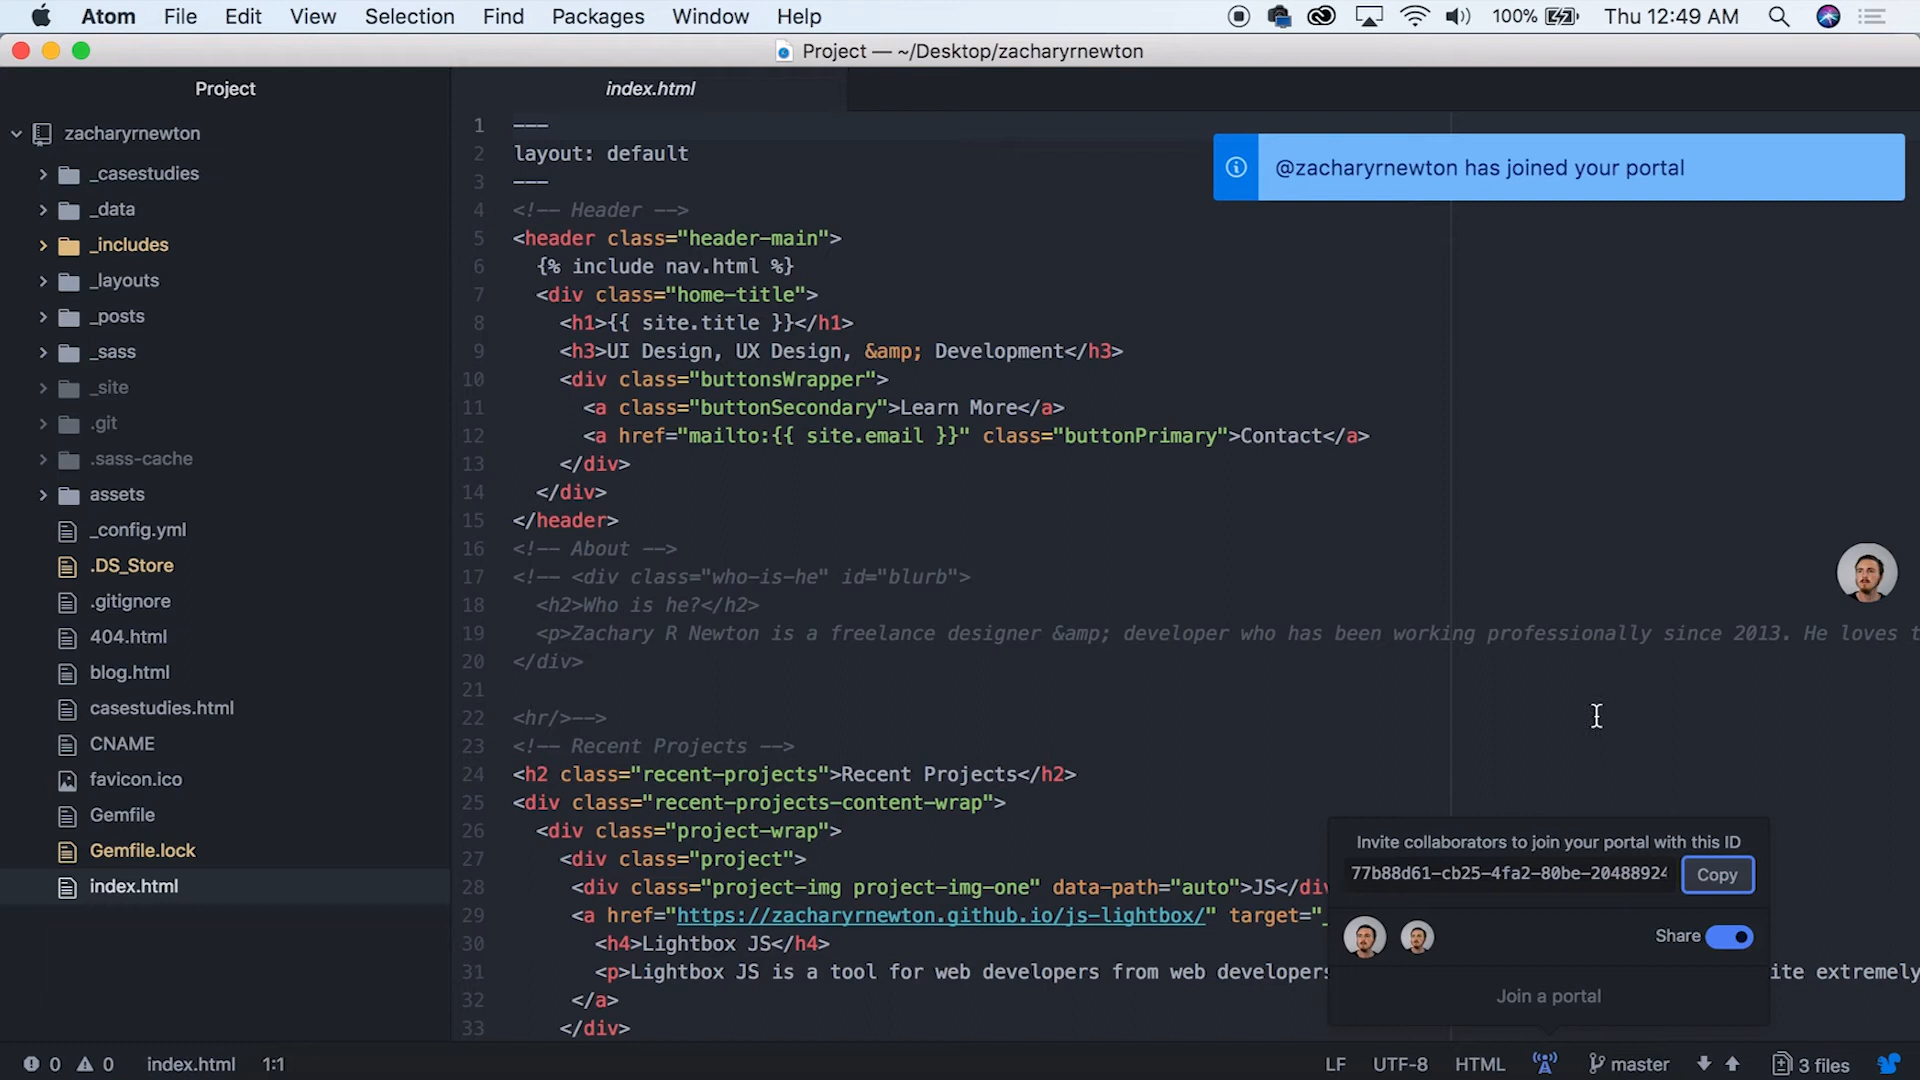 Atom File Edit View Selection Find Packages Window Help 100% Thu 12:49 AM
Project — ~/Desktop/zacharyrnewton
Project
index.html
zacharyrnewton
_casestudies
_data
_includes
_layouts
_posts
_sass
_site
.git
.sass-cache
assets
_config.yml
.DS_Store
.gitignore
404.html
blog.html
casestudies.html
CNAME
favicon.ico
Gemfile
Gemfile.lock
index.html
1 ---
2 layout: default
3 ---
4 <!-- Header -->
5 <header class="header-main">
6 {% include nav.html %}
7 <div class="home-title">
8 <h1>{{ site.title }}</h1>
9 <h3>UI Design, UX Design, &amp; Development</h3>
10 <div class="buttonsWrapper">
11 <a class="buttonSecondary">Learn More</a>
12 <a href="mailto:{{ site.email }}" class="buttonPrimary">Contact</a>
13 </div>
14 </div>
15 </header>
16 <!-- About -->
17 <!-- <div class="who-is-he" id="blurb">
18 <h2>Who is he?</h2>
19 <p>Zachary R Newton is a freelance designer &amp; developer who has been working professionally since 2013. He loves t
20 </div>
21
22 <hr/>-->
23 <!-- Recent Projects -->
24 <h2 class="recent-projects">Recent Projects</h2>
25 <div class="recent-projects-content-wrap">
26 <div class="project-wrap">
27 <div class="project">
28 <div class="project-img project-img-one" data-path="auto">JS</div
29 <a href="https://zacharyrnewton.github.io/js-lightbox/" target="_
30 <h4>Lightbox JS</h4>
31 <p>Lightbox JS is a tool for web developers from web developers ite extremely
32 </a>
33 </div>
@zacharyrnewton has joined your portal
Invite collaborators to join your portal with this ID
77b88d61-cb25-4fa2-80be-20488924 Copy
Share
Join a portal
0 0 index.html 1:1 LF UTF-8 HTML master 3 files